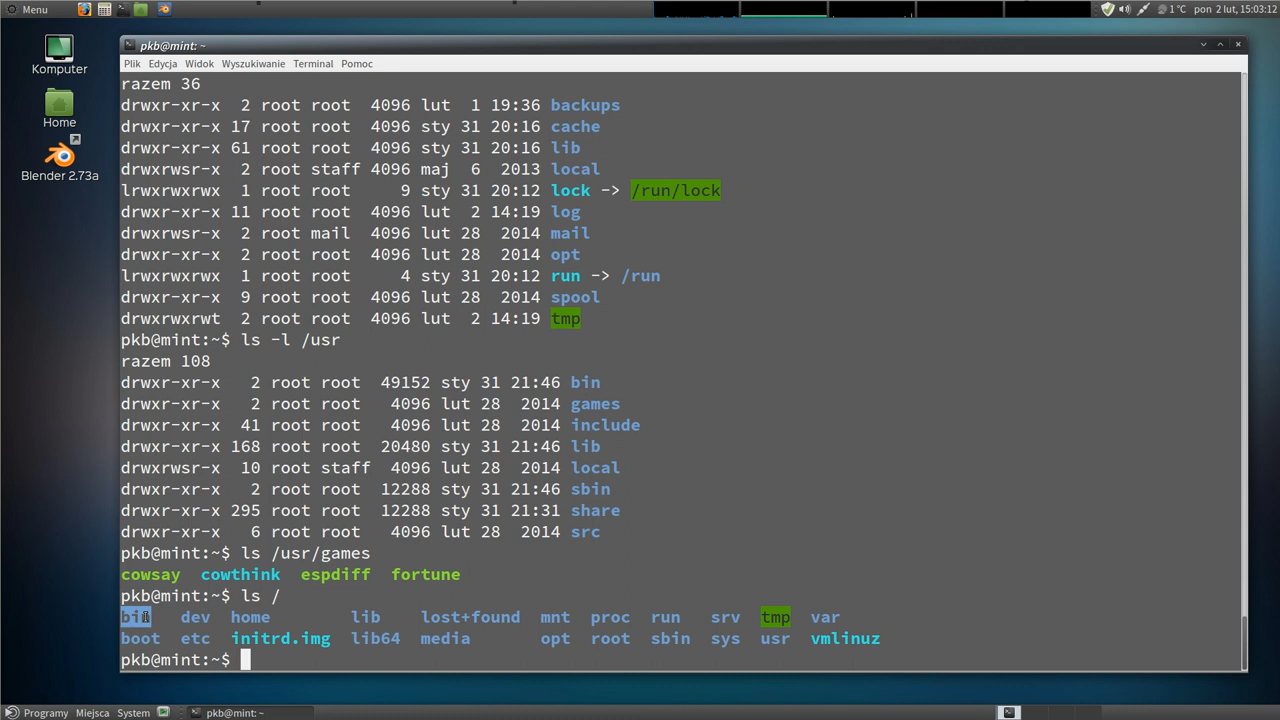 Menu
1 °C pon 2 lut, 15:03:12
pkb@mint: ~
Plik Edycja Widok Wyszukiwanie Terminal Pomoc
Komputer
Home
Blender 2.73a
razem 36
drwxr-xr-x 2 root root 4096 lut 1 19:36 backups
drwxr-xr-x 17 root root 4096 sty 31 20:16 cache
drwxr-xr-x 61 root root 4096 sty 31 20:16 lib
drwxrwsr-x 2 root staff 4096 maj 6 2013 local
lrwxrwxrwx 1 root root 9 sty 31 20:12 lock -> /run/lock
drwxr-xr-x 11 root root 4096 lut 2 14:19 log
drwxrwsr-x 2 root mail 4096 lut 28 2014 mail
drwxr-xr-x 2 root root 4096 lut 28 2014 opt
lrwxrwxrwx 1 root root 4 sty 31 20:12 run -> /run
drwxr-xr-x 9 root root 4096 lut 28 2014 spool
drwxrwxrwt 2 root root 4096 lut 2 14:19 tmp
pkb@mint:~$ ls -l /usr
razem 108
drwxr-xr-x 2 root root 49152 sty 31 21:46 bin
drwxr-xr-x 2 root root 4096 lut 28 2014 games
drwxr-xr-x 41 root root 4096 lut 28 2014 include
drwxr-xr-x 168 root root 20480 sty 31 21:46 lib
drwxrwsr-x 10 root staff 4096 lut 28 2014 local
drwxr-xr-x 2 root root 12288 sty 31 21:46 sbin
drwxr-xr-x 295 root root 12288 sty 31 21:31 share
drwxr-xr-x 6 root root 4096 lut 28 2014 src
pkb@mint:~$ ls /usr/games
cowsay cowthink espdiff fortune
pkb@mint:~$ ls /
bin dev home lib lost+found mnt proc run srv tmp var
boot etc initrd.img lib64 media opt root sbin sys usr vmlinuz
pkb@mint:~$
Programy Miejsca System pkb@mint: ~